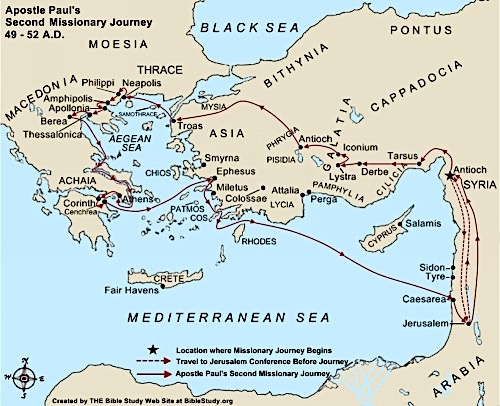 Apostle Paul's
Second Missionary Journey
49 - 52 A.D.
BLACK SEA
MOESIA
PONTUS
BITHYNIA
THRACE
MACEDONIA
Philippi
Neapolis
CAPPADOCIA
Amphipolis
Apollonia
Berea
Thessalonica
SAMOTHRACE
MYSIA
Troas
GALATIA
AEGEAN
SEA
ASIA
PHRYGIA
Antioch
Iconium
PISIDIA
Tarsus
Derbe
Lystra
CILICIA
Smyrna
CHIOS
Ephesus
Antioch
SYRIA
ACHAIA
Athens
Corinth
Cenchrea
Miletus
Colossae
Attalia
PAMPHYLIA
Perga
LYCIA
PATMOS
COS
RHODES
Salamis
CYPRUS
CRETE
Fair Havens
Sidon
Tyre
Caesarea
Jerusalem
ARABIA
MEDITERRANEAN SEA
Location where Missionary Journey Begins
Travel to Jerusalem Conference Before Journey
Apostle Paul's Second Missionary Journey.
N
S
Created by THE Bible Study Web Site at BibleStudy.org